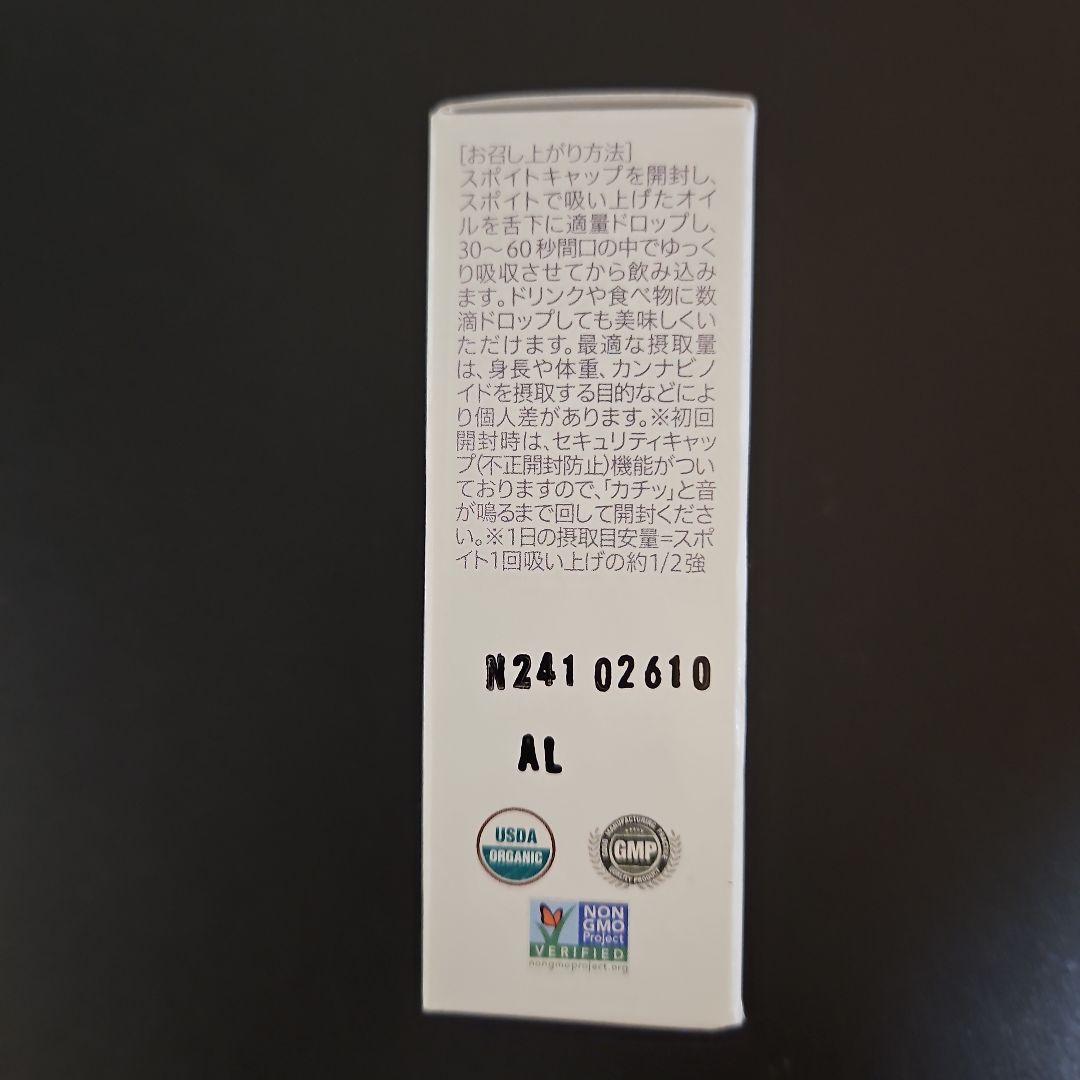 [お召し上がり方法]
スポイトキャップを開封し、
スポイトで吸い上げたオイ
ルを舌下に適量ドロップし、
30～60秒間口の中でゆっく
り吸収させてから飲み込み
ます。ドリンクや食べ物に数
滴ドロップしても美味しくい
ただけます。最適な摂取量
は、身長や体重、カンナビノ
イドを摂取する目的などによ
り個人差があります。※初回
開封時は、セキュリティキャッ
プ(不正開封防止)機能がつい
ておりますので、「カチッ」と音
が鳴るまで回して開封くださ
い。※1日の摂取目安量=スポ
イト1回吸い上げの約1/2強
N241 02610
AL
USDA
ORGANIC
GOOD MANUFACTURING PRACTICE
GMP
QUALITY PRODUCT
NON
GMO
Project
VERIFIED
nongmoproject.org